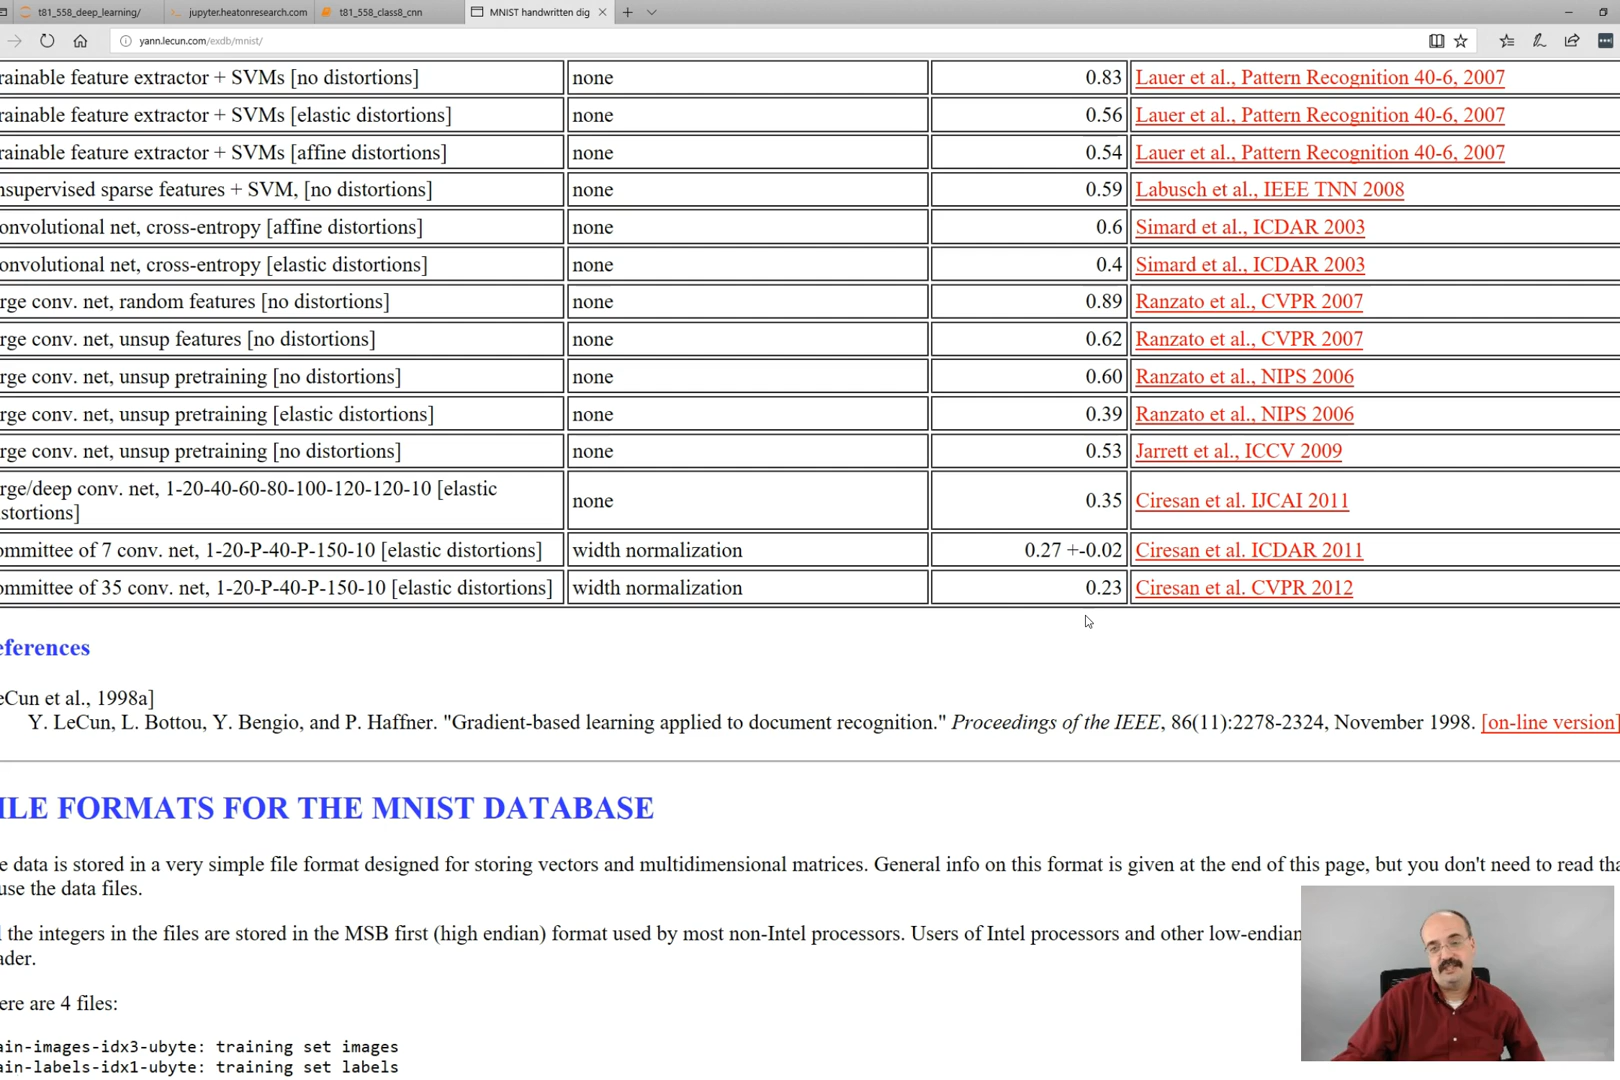 t81_558_deep_learning/ jupyter.heatonresearch.com t81_558_class8_cnn MNIST handwritten dig
yann.lecun.com/exdb/mnist/
rainable feature extractor + SVMs [no distortions] none 0.83 Lauer et al., Pattern Recognition 40-6, 2007
rainable feature extractor + SVMs [elastic distortions] none 0.56 Lauer et al., Pattern Recognition 40-6, 2007
rainable feature extractor + SVMs [affine distortions] none 0.54 Lauer et al., Pattern Recognition 40-6, 2007
nsupervised sparse features + SVM, [no distortions] none 0.59 Labusch et al., IEEE TNN 2008
onvolutional net, cross-entropy [affine distortions] none 0.6 Simard et al., ICDAR 2003
onvolutional net, cross-entropy [elastic distortions] none 0.4 Simard et al., ICDAR 2003
rge conv. net, random features [no distortions] none 0.89 Ranzato et al., CVPR 2007
rge conv. net, unsup features [no distortions] none 0.62 Ranzato et al., CVPR 2007
rge conv. net, unsup pretraining [no distortions] none 0.60 Ranzato et al., NIPS 2006
rge conv. net, unsup pretraining [elastic distortions] none 0.39 Ranzato et al., NIPS 2006
rge conv. net, unsup pretraining [no distortions] none 0.53 Jarrett et al., ICCV 2009
rge/deep conv. net, 1-20-40-60-80-100-120-120-10 [elastic
stortions] none 0.35 Ciresan et al. IJCAI 2011
ommittee of 7 conv. net, 1-20-P-40-P-150-10 [elastic distortions] width normalization 0.27 +-0.02 Ciresan et al. ICDAR 2011
ommittee of 35 conv. net, 1-20-P-40-P-150-10 [elastic distortions] width normalization 0.23 Ciresan et al. CVPR 2012
eferences
eCun et al., 1998a]
Y. LeCun, L. Bottou, Y. Bengio, and P. Haffner. "Gradient-based learning applied to document recognition." Proceedings of the IEEE, 86(11):2278-2324, November 1998. [on-line version]
ILE FORMATS FOR THE MNIST DATABASE
e data is stored in a very simple file format designed for storing vectors and multidimensional matrices. General info on this format is given at the end of this page, but you don't need to read tha
use the data files.
l the integers in the files are stored in the MSB first (high endian) format used by most non-Intel processors. Users of Intel processors and other low-endian
ader.
ere are 4 files:
ain-images-idx3-ubyte: training set images
ain-labels-idx1-ubyte: training set labels